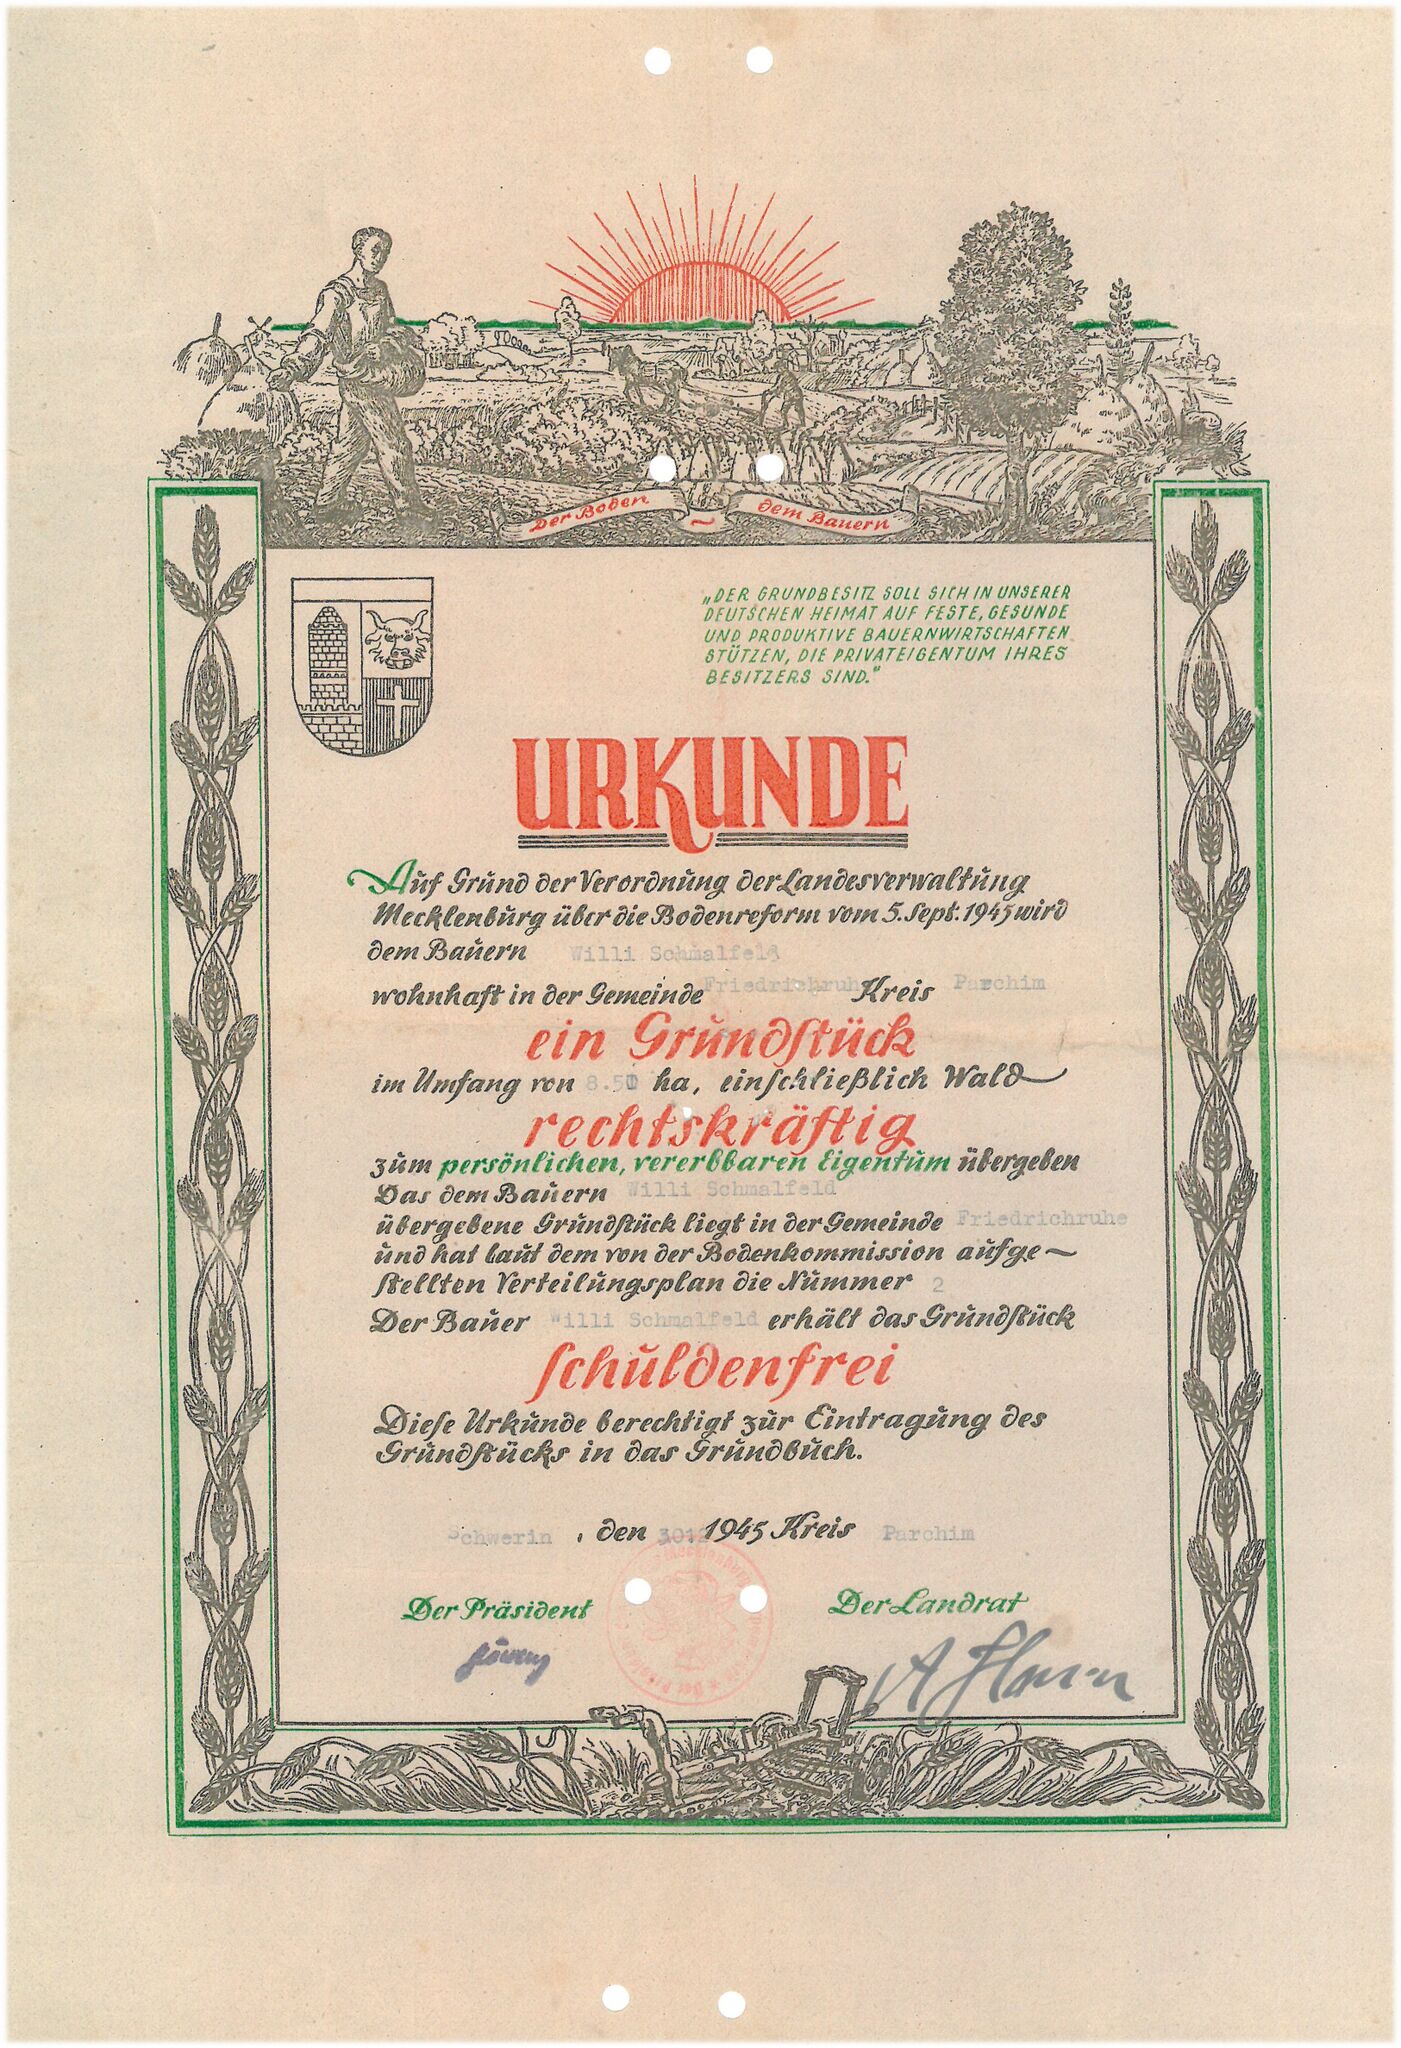 Der Boden ~ dem Bauern
„DER GRUNDBESITZ SOLL SICH IN UNSERER
DEUTSCHEN HEIMAT AUF FESTE, GESUNDE
UND PRODUKTIVE BAUERNWIRTSCHAFTEN
STÜTZEN, DIE PRIVATEIGENTUM IHRES
BESITZERS SIND."
URKUNDE
Auf Grund der Verordnung der Landesverwaltung
Mecklenburg über die Bodenreform vom 5. Sept. 1945 wird
dem Bauern Willi Schmalfeld
wohnhaft in der Gemeinde Friedrichruhe Kreis Parchim
ein Grundstück
im Umfang von 8.50 ha, einschließlich Wald
rechtskräftig
zum persönlichen, vererbbaren Eigentum übergeben
Das dem Bauern Willi Schmalfeld
übergebene Grundstück liegt in der Gemeinde Friedrichruhe
und hat laut dem von der Bodenkommission aufge-
stellten Verteilungsplan die Nummer 2
Der Bauer Willi Schmalfeld erhält das Grundstück
schuldenfrei
Diese Urkunde berechtigt zur Eintragung des
Grundstücks in das Grundbuch.
Schwerin, den 1945 Kreis Parchim
Der Präsident Der Landrat